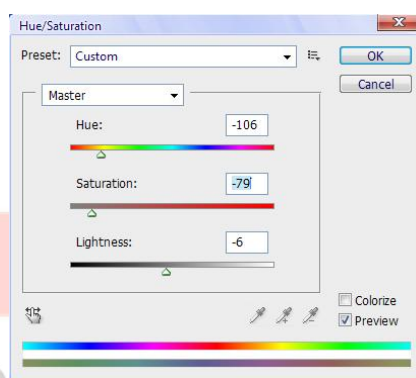 Hue/Saturation
Preset: Custom
OK
Cancel
Master
Hue: -106
Saturation: -79
Lightness: -6
Colorize
Preview